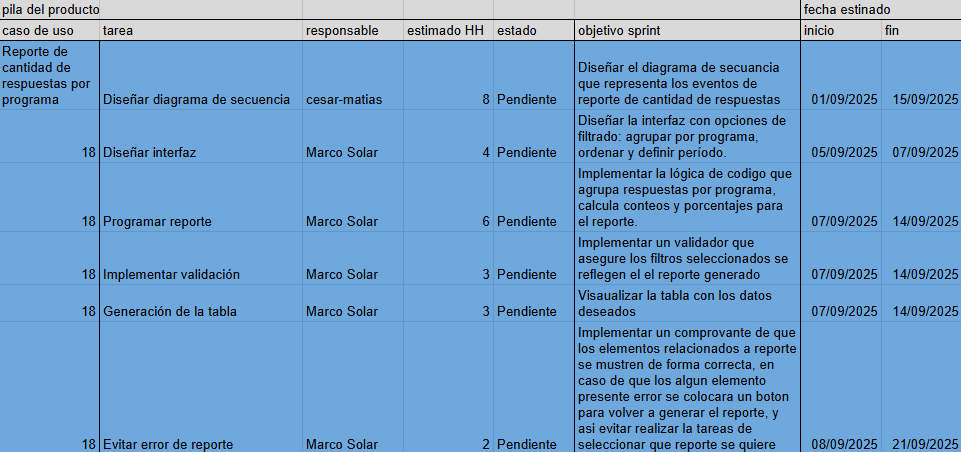 pila del producto fecha estinado
caso de uso tarea responsable estimado HH estado objetivo sprint inicio fin
Reporte de
cantidad de
respuestas por
programa Diseñar diagrama de secuencia cesar-matias 8 Pendiente
Diseñar el diagrama de secuancia
que representa los eventos de
reporte de cantidad de respuestas 01/09/2025 15/09/2025
18 Diseñar interfaz Marco Solar 4 Pendiente
Diseñar la interfaz con opciones de
filtrado: agrupar por programa,
ordenar y definir período. 05/09/2025 07/09/2025
18 Programar reporte Marco Solar 6 Pendiente
Implementar la lógica de codigo que
agrupa respuestas por programa,
calcula conteos y porcentajes para
el reporte. 07/09/2025 14/09/2025
18 Implementar validación Marco Solar 3 Pendiente
Implementar un validador que
asegure los filtros seleccionados se
reflegen el el reporte generado 07/09/2025 14/09/2025
18 Generación de la tabla Marco Solar 3 Pendiente
Visaualizar la tabla con los datos
deseados 07/09/2025 14/09/2025
18 Evitar error de reporte Marco Solar 2 Pendiente
Implementar un comprovante de que
los elementos relacionados a reporte
se mustren de forma correcta, en
caso de que los algun elemento
presente error se colocara un boton
para volver a generar el reporte, y
asi evitar realizar la tareas de
seleccionar que reporte se quiere 08/09/2025 21/09/2025